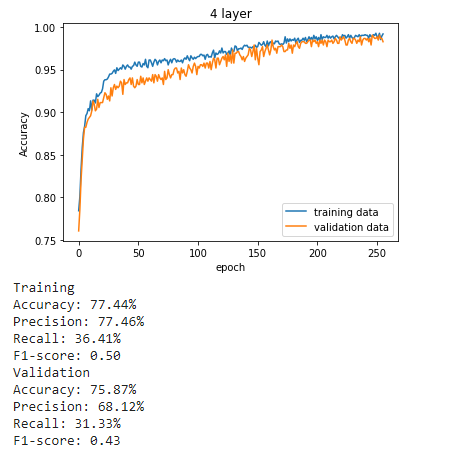 4 layer
1.00
0.95
0.90
0.85
0.80
0.75
Accuracy
0 50 100 150 200 250
epoch
training data
validation data
Training
Accuracy: 77.44%
Precision: 77.46%
Recall: 36.41%
F1-score: 0.50
Validation
Accuracy: 75.87%
Precision: 68.12%
Recall: 31.33%
F1-score: 0.43